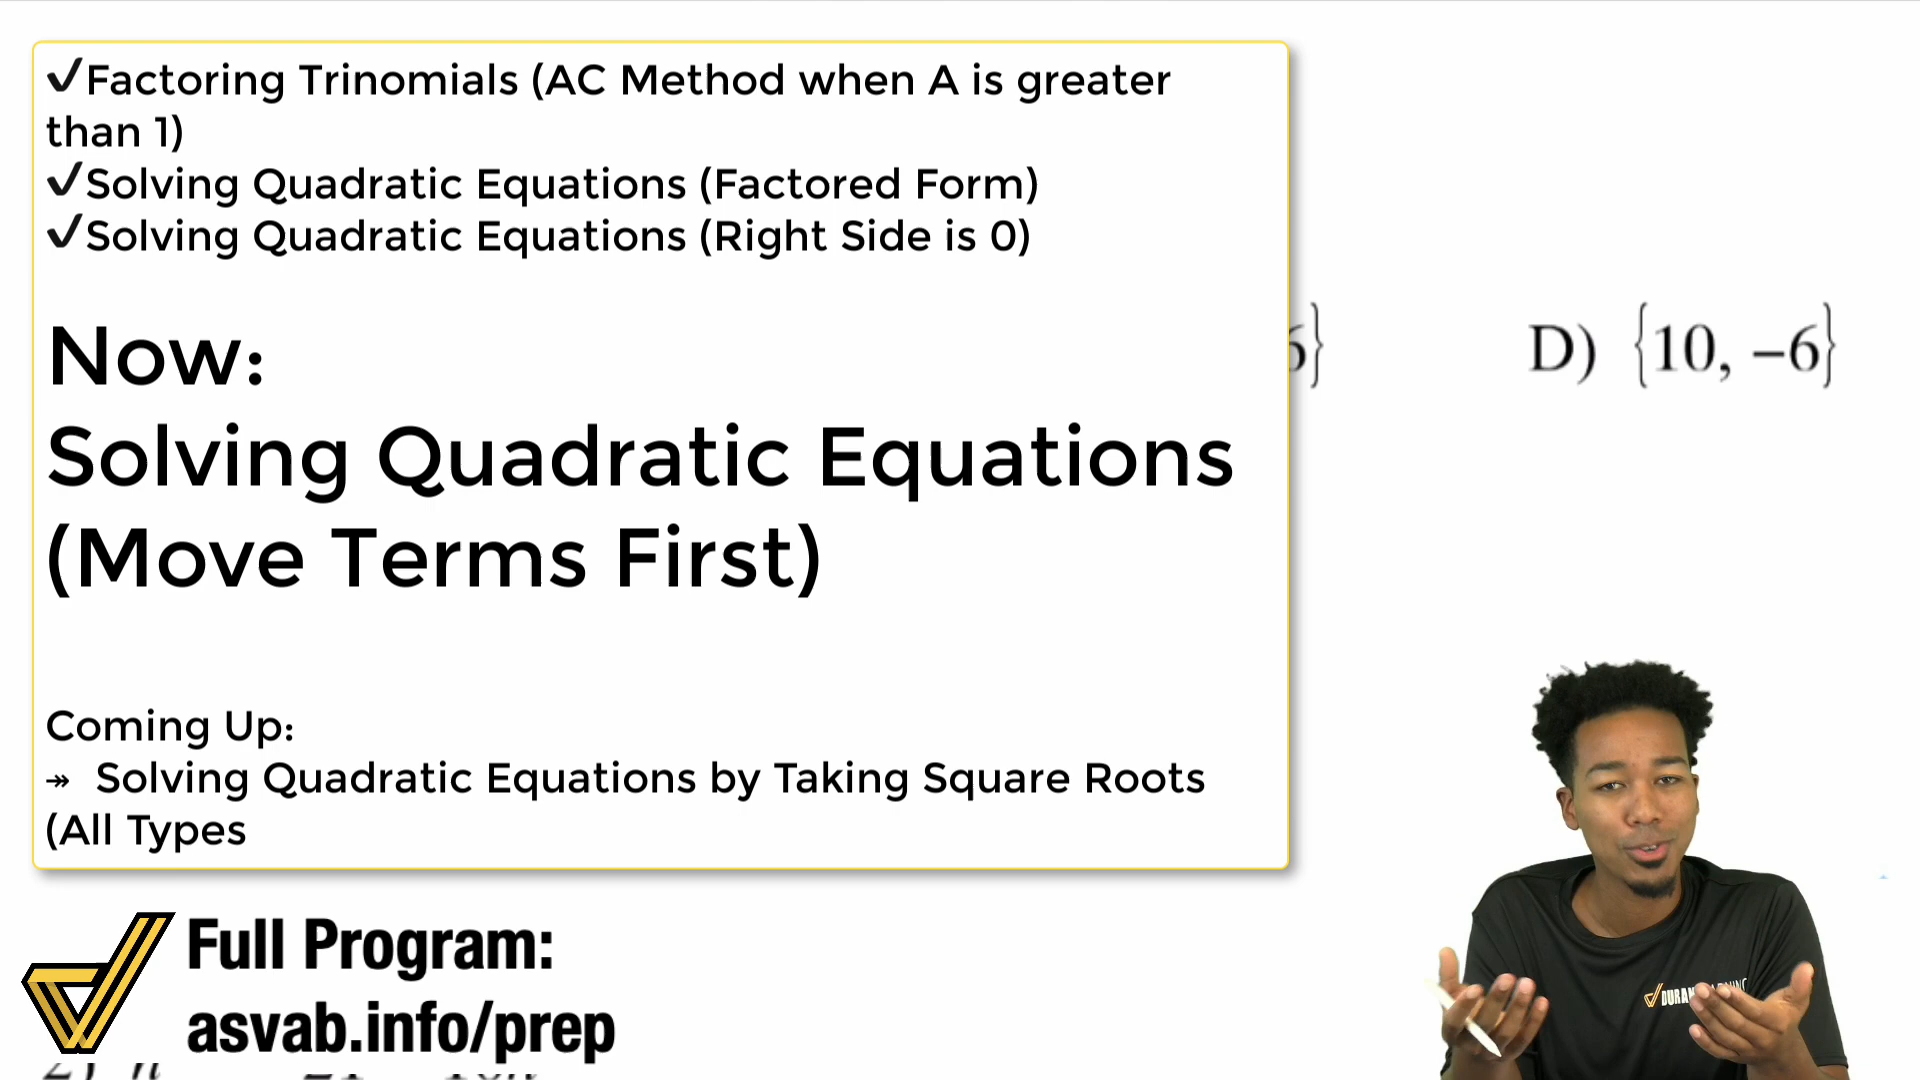 ✓Factoring Trinomials (AC Method when A is greater
than 1)
✓Solving Quadratic Equations (Factored Form)
✓Solving Quadratic Equations (Right Side is 0)
Now:
Solving Quadratic Equations
(Move Terms First)
Coming Up:
↠ Solving Quadratic Equations by Taking Square Roots
(All Types
6}
D) {10, −6}
Full Program:
asvab.info/prep